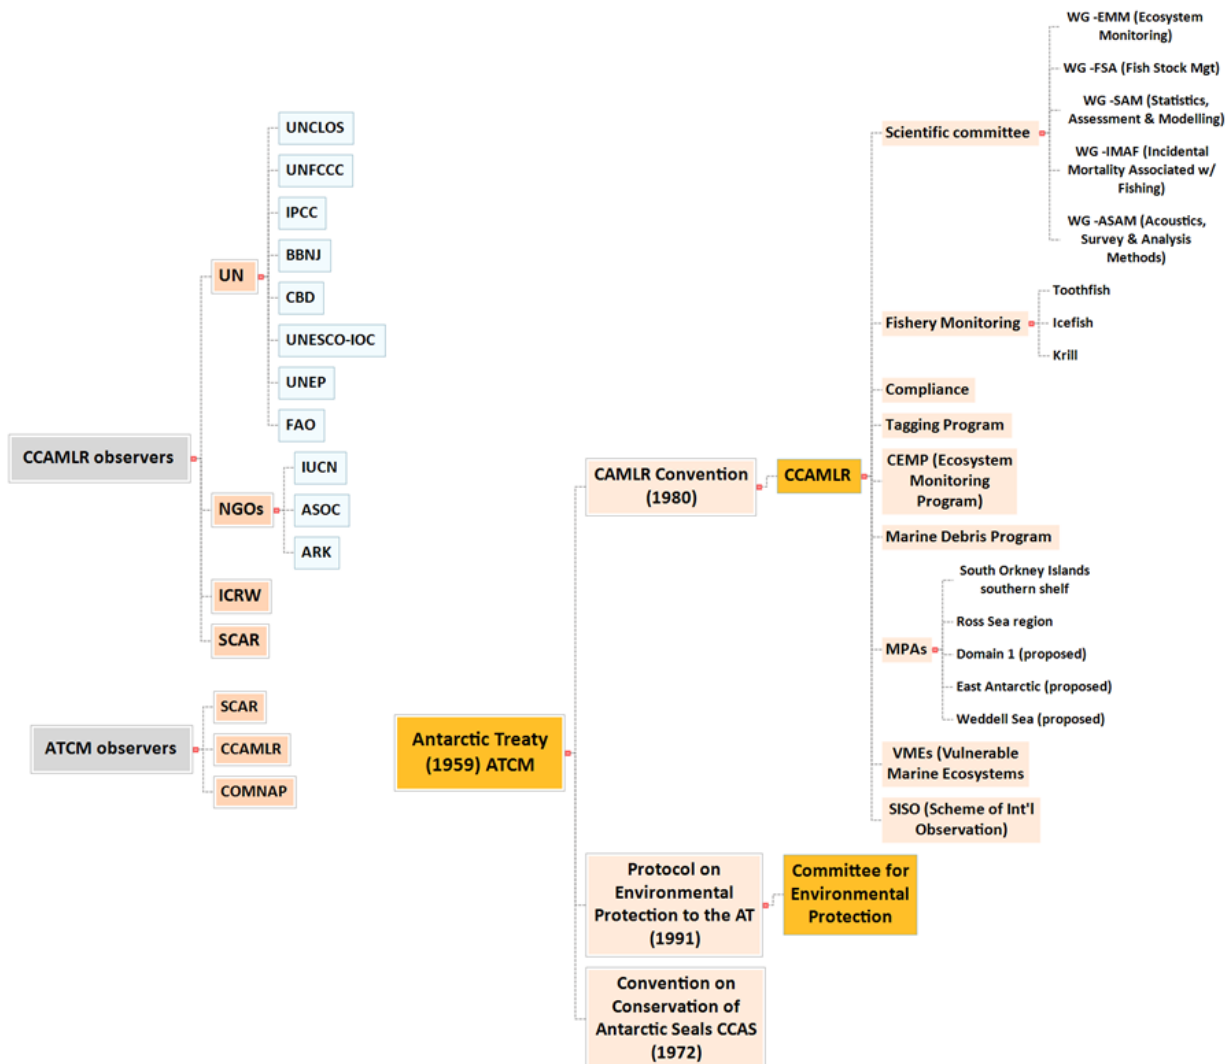 CCAMLR observers
UN
UNCLOS
UNFCCC
IPCC
BBNJ
CBD
UNESCO-IOC
UNEP
FAO
NGOs
IUCN
ASOC
ARK
ICRW
SCAR
ATCM observers
SCAR
CCAMLR
COMNAP
Antarctic Treaty
(1959) ATCM
CAMLR Convention
(1980)
CCAMLR
Scientific committee
WG -EMM (Ecosystem
Monitoring)
WG -FSA (Fish Stock Mgt)
WG -SAM (Statistics,
Assessment & Modelling)
WG -IMAF (Incidental
Mortality Associated w/
Fishing)
WG -ASAM (Acoustics,
Survey & Analysis
Methods)
Fishery Monitoring
Toothfish
Icefish
Krill
Compliance
Tagging Program
CEMP (Ecosystem
Monitoring
Program)
Marine Debris Program
MPAs
South Orkney Islands
southern shelf
Ross Sea region
Domain 1 (proposed)
East Antarctic (proposed)
Weddell Sea (proposed)
VMEs (Vulnerable
Marine Ecosystems
SISO (Scheme of Int'l
Observation)
Protocol on
Environmental
Protection to the AT
(1991)
Committee for
Environmental
Protection
Convention on
Conservation of
Antarctic Seals CCAS
(1972)